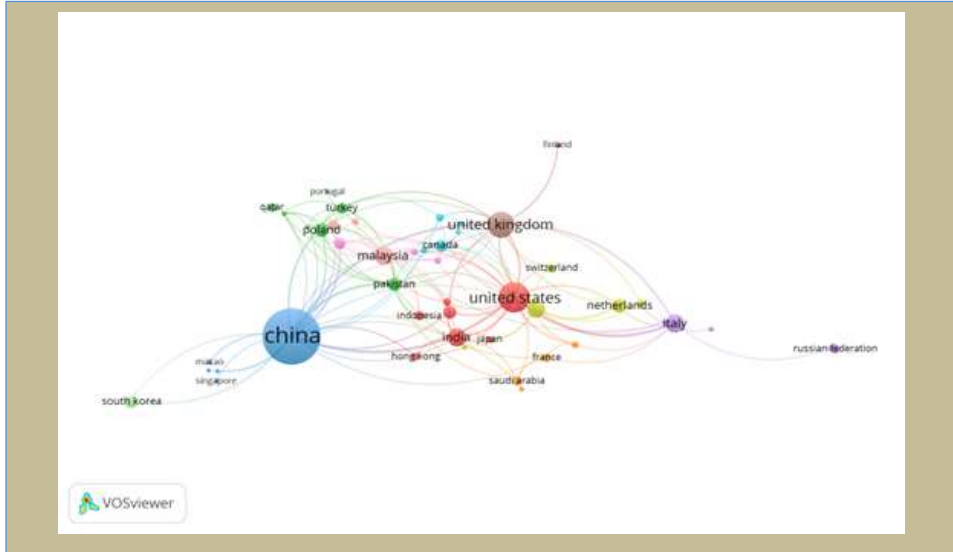 finland
portugal
qatar
turkey
poland
united kingdom
canada
malaysia
switzerland
pakistan
united states
netherlands
indonesia
italy
china
india
japan
russian federation
hong kong
france
macao
singapore
saudi arabia
south korea
VOSviewer